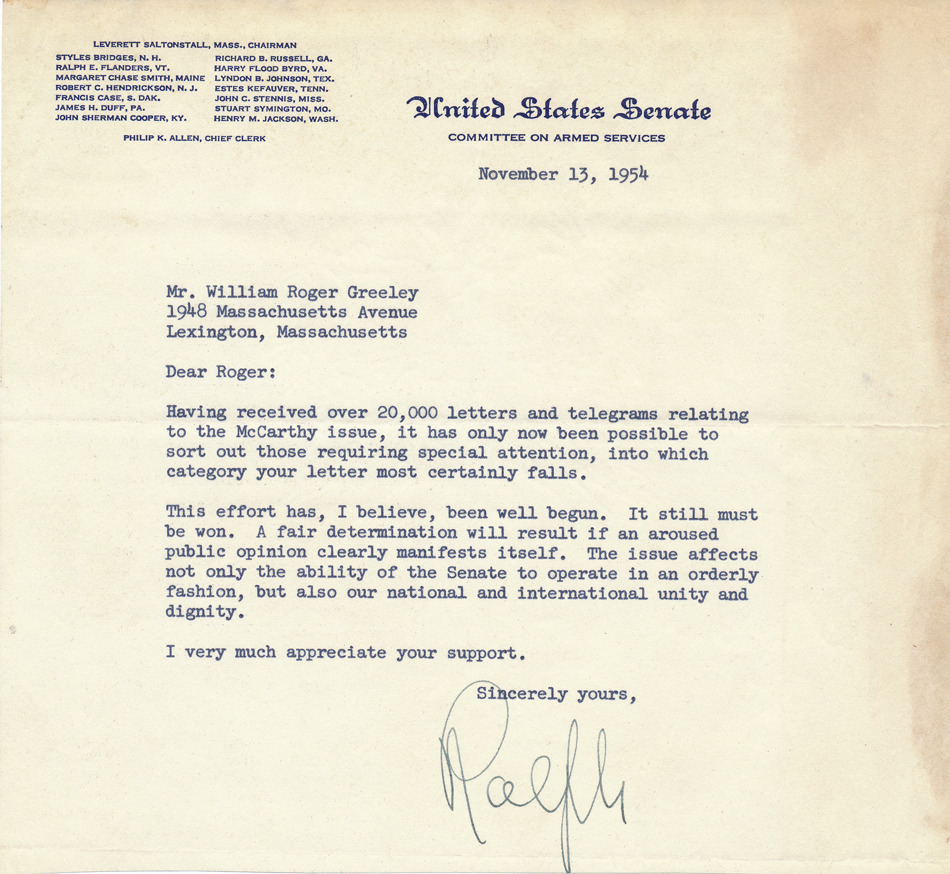 LEVERETT SALTONSTALL, MASS., CHAIRMAN
STYLES BRIDGES, N. H.
RALPH E. FLANDERS, VT.
MARGARET CHASE SMITH, MAINE
ROBERT C. HENDRICKSON, N. J.
FRANCIS CASE, S. DAK.
JAMES H. DUFF, PA.
JOHN SHERMAN COOPER, KY.
RICHARD B. RUSSELL, GA.
HARRY FLOOD BYRD, VA.
LYNDON B. JOHNSON, TEX.
ESTES KEFAUVER, TENN.
JOHN C. STENNIS, MISS.
STUART SYMINGTON, MO.
HENRY M. JACKSON, WASH.
PHILIP K. ALLEN, CHIEF CLERK
United States Senate
COMMITTEE ON ARMED SERVICES
November 13, 1954
Mr. William Roger Greeley
1948 Massachusetts Avenue
Lexington, Massachusetts
Dear Roger:
Having received over 20,000 letters and telegrams relating
to the McCarthy issue, it has only now been possible to
sort out those requiring special attention, into which
category your letter most certainly falls.
This effort has, I believe, been well begun. It still must
be won. A fair determination will result if an aroused
public opinion clearly manifests itself. The issue affects
not only the ability of the Senate to operate in an orderly
fashion, but also our national and international unity and
dignity.
I very much appreciate your support.
Sincerely yours,
Ralph